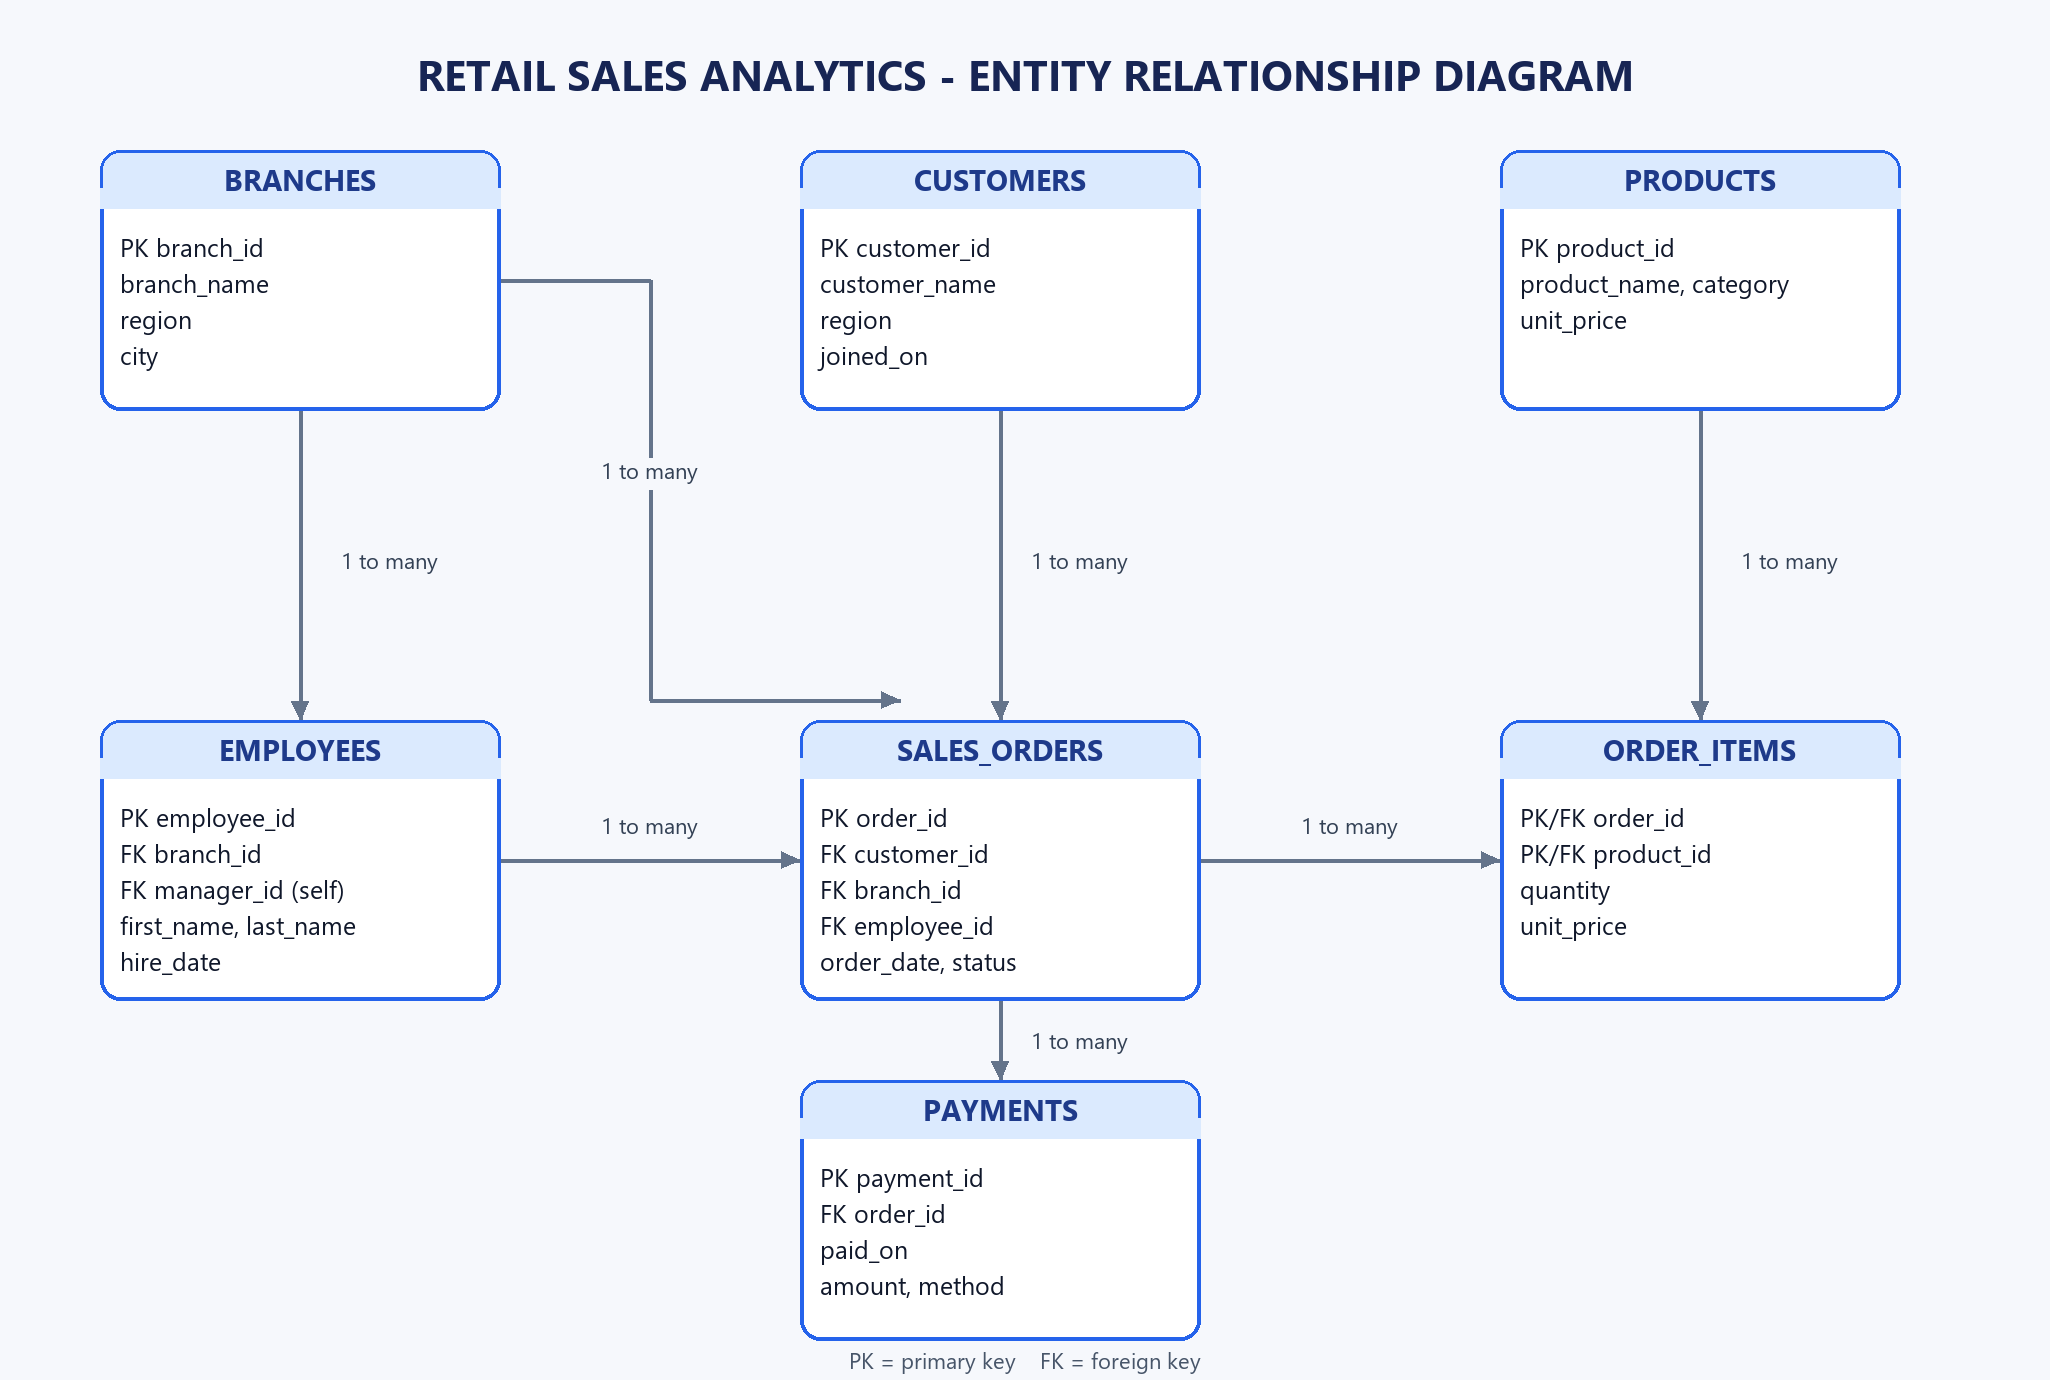 RETAIL SALES ANALYTICS - ENTITY RELATIONSHIP DIAGRAM
BRANCHES
PK branch_id
branch_name
region
city
CUSTOMERS
PK customer_id
customer_name
region
joined_on
PRODUCTS
PK product_id
product_name, category
unit_price
1 to many
1 to many
1 to many
1 to many
EMPLOYEES
PK employee_id
FK branch_id
FK manager_id (self)
first_name, last_name
hire_date
1 to many
SALES_ORDERS
PK order_id
FK customer_id
FK branch_id
FK employee_id
order_date, status
1 to many
ORDER_ITEMS
PK/FK order_id
PK/FK product_id
quantity
unit_price
1 to many
PAYMENTS
PK payment_id
FK order_id
paid_on
amount, method
PK = primary key    FK = foreign key